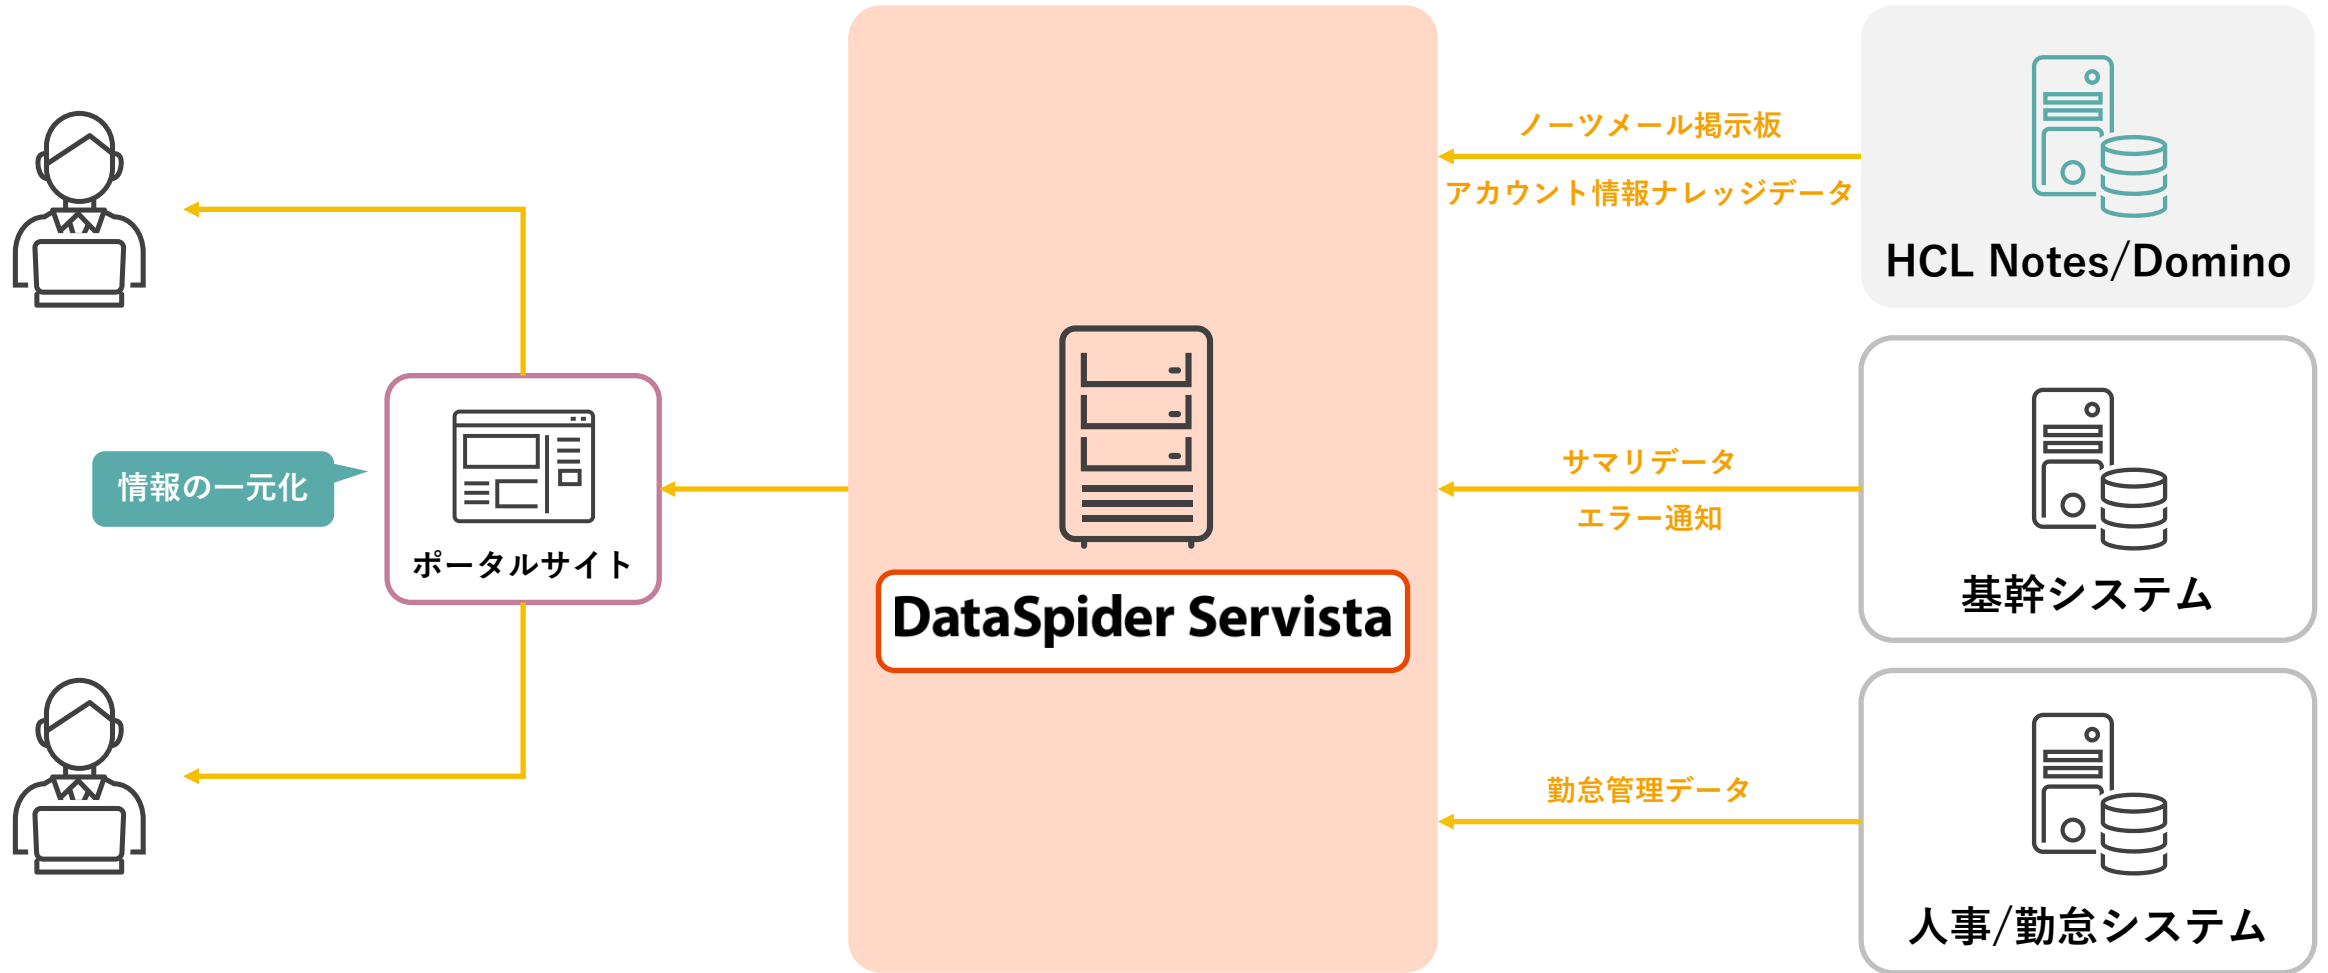 情報の一元化
ポータルサイト
DataSpider Servista
ノーツメール掲示板
アカウント情報ナレッジデータ
サマリデータ
エラー通知
勤怠管理データ
HCL Notes/Domino
基幹システム
人事/勤怠システム